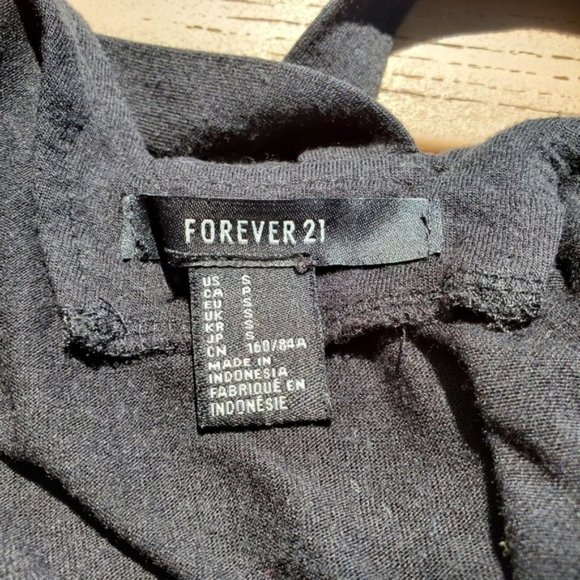 FOREVER 21
US S
CA P
EU S
UK S
KR S
JP S
CN 160/84A
MADE IN
INDONESIA
FABRIQUÉ EN
INDONÉSIE